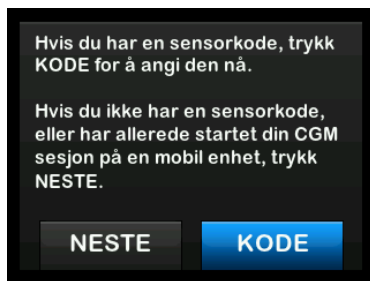 Hvis du har en sensorkode, trykk
KODE for å angi den nå.
Hvis du ikke har en sensorkode,
eller har allerede startet din CGM
sesjon på en mobil enhet, trykk
NESTE.
NESTE
KODE